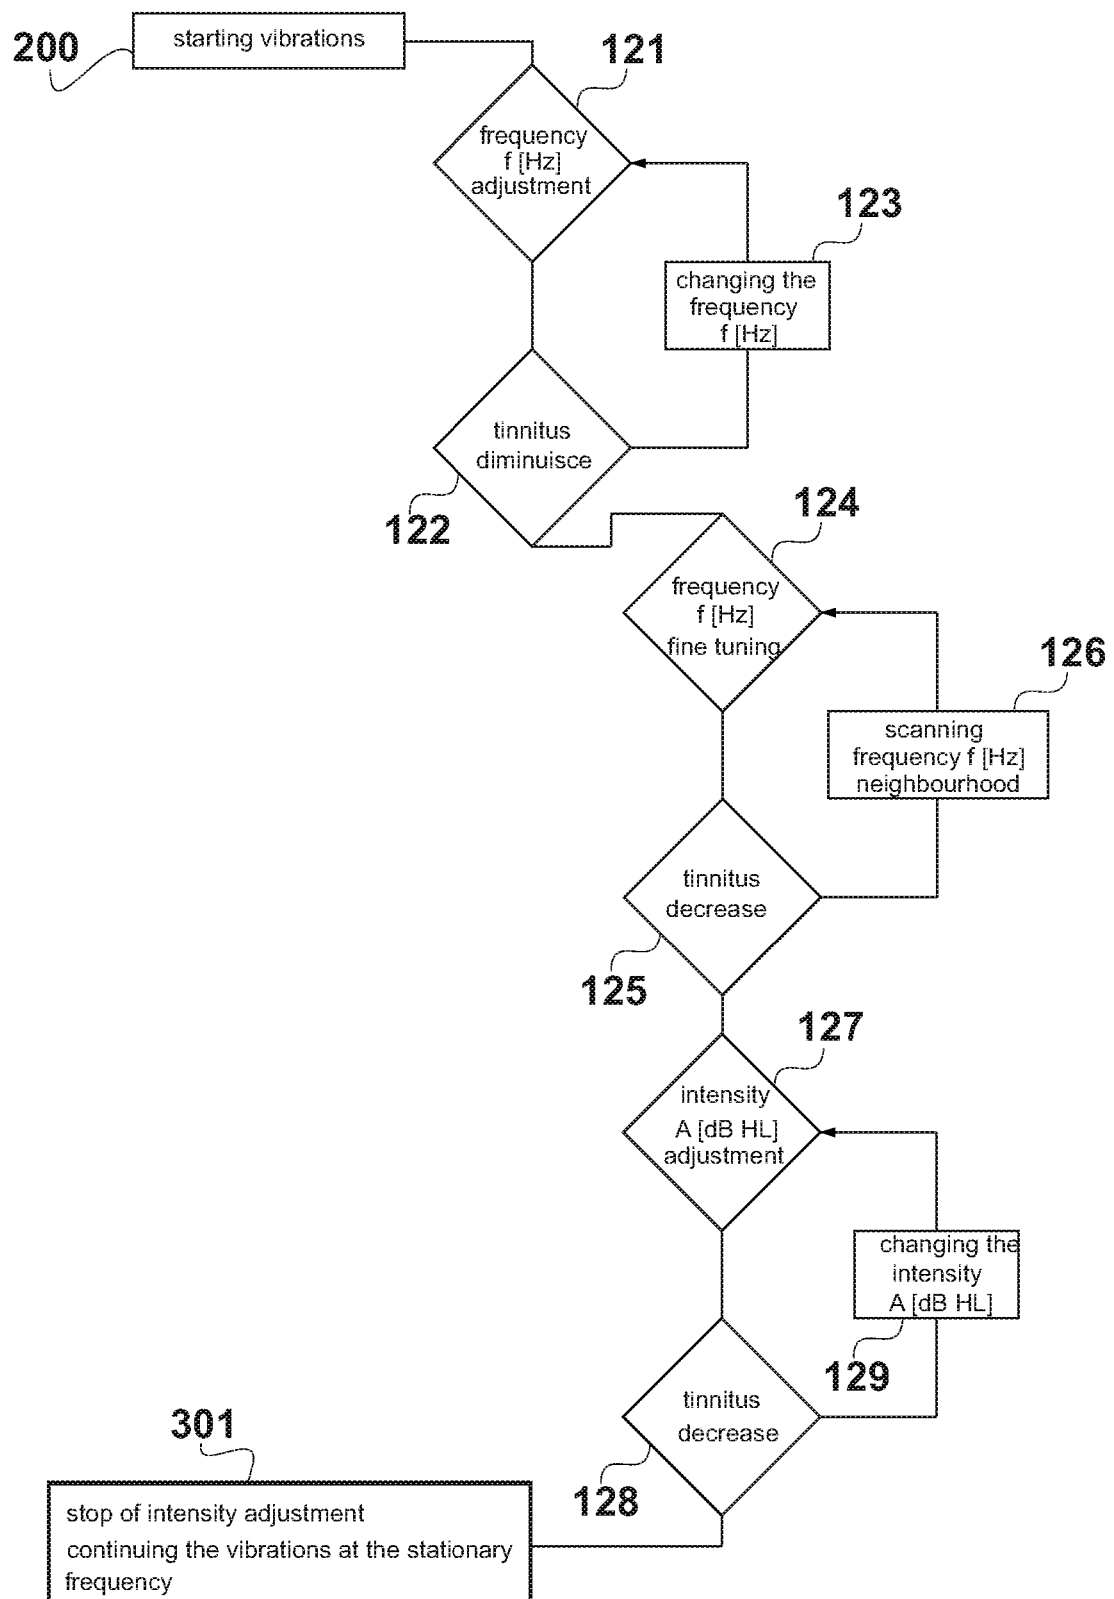 200
starting vibrations
121
frequency
f [Hz]
adjustment
123
changing the
frequency
f [Hz]
tinnitus
diminuisce
122
124
frequency
f [Hz]
fine tuning
126
scanning
frequency f [Hz]
neighbourhood
tinnitus
decrease
125
127
intensity
A [dB HL]
adjustment
changing the
intensity
A [dB HL]
129
tinnitus
decrease
128
301
stop of intensity adjustment
continuing the vibrations at the stationary
frequency